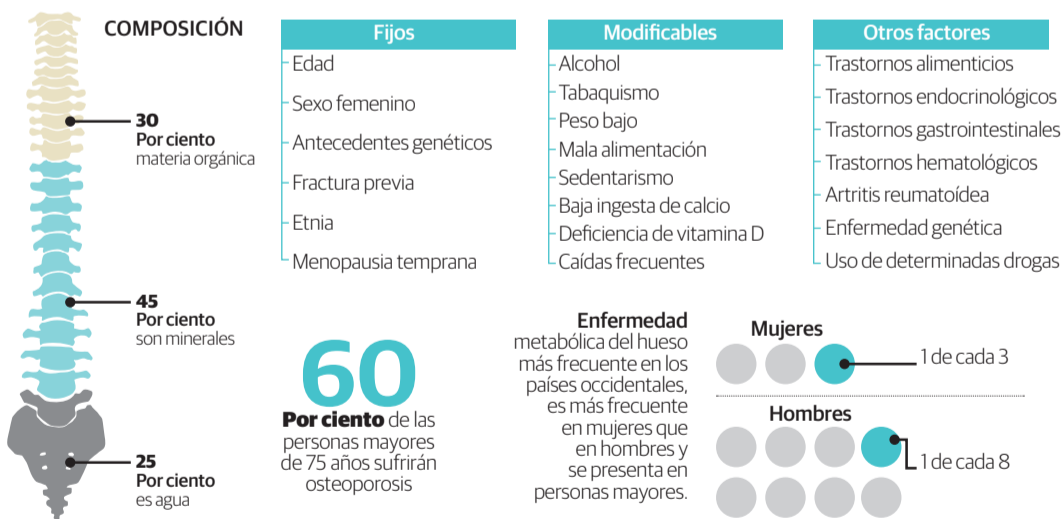 COMPOSICIÓN
30
Por ciento
materia orgánica
45
Por ciento
son minerales
25
Por ciento
es agua
Fijos
Edad
Sexo femenino
Antecedentes genéticos
Fractura previa
Etnia
Menopausia temprana
Modificables
Alcohol
Tabaquismo
Peso bajo
Mala alimentación
Sedentarismo
Baja ingesta de calcio
Deficiencia de vitamina D
Caídas frecuentes
Otros factores
Trastornos alimenticios
Trastornos endocrinológicos
Trastornos gastrointestinales
Trastornos hematológicos
Artritis reumatoídea
Enfermedad genética
Uso de determinadas drogas
60
Por ciento de las
personas mayores
de 75 años sufrirán
osteoporosis
Enfermedad
metabólica del hueso
más frecuente en los
países occidentales,
es más frecuente
en mujeres que
en hombres y
se presenta en
personas mayores.
Mujeres
1 de cada 3
Hombres
1 de cada 8